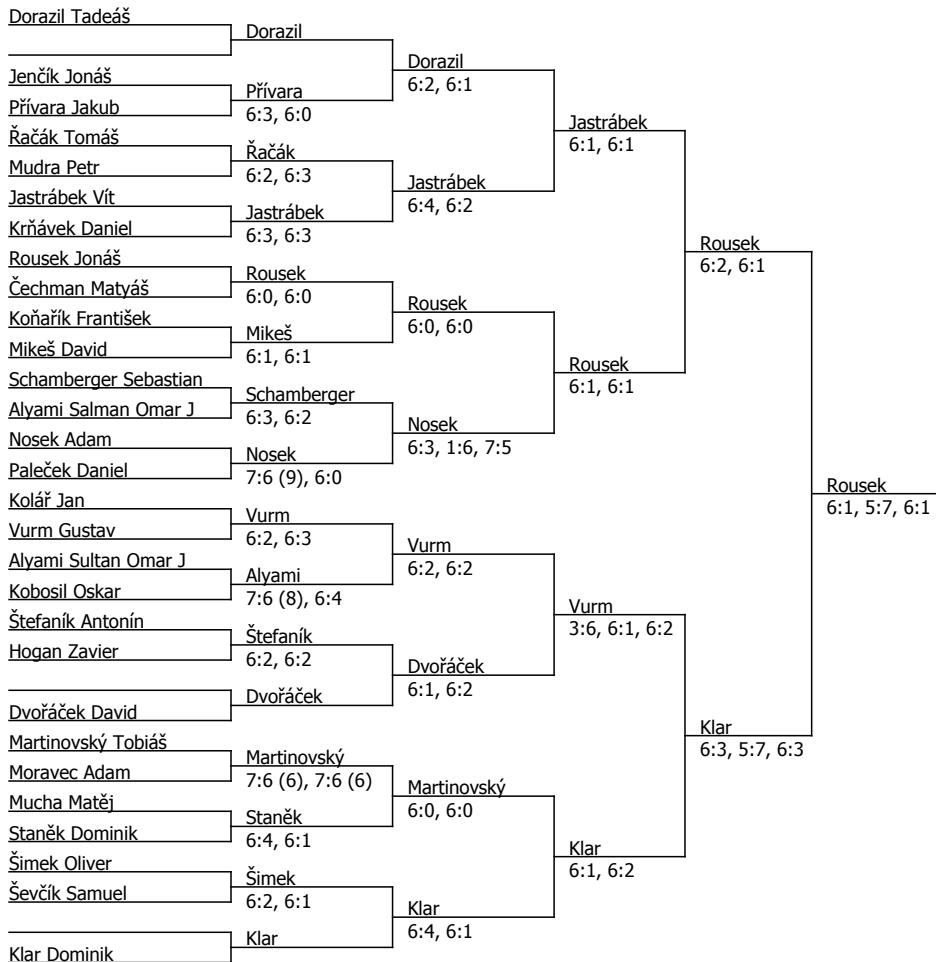 Dorazil Tadeáš
Jenčík Jonáš
Přívara Jakub
Řačák Tomáš
Mudra Petr
Jastrábek Vít
Krňávek Daniel
Rousek Jonáš
Čechman Matyáš
Koňařík František
Mikeš David
Schamberger Sebastian
Alyami Salman Omar J
Nosek Adam
Paleček Daniel
Kolář Jan
Vurm Gustav
Alyami Sultan Omar J
Kobosil Oskar
Štefaník Antonín
Hogan Zavier
Dvořáček David
Martinovský Tobiáš
Moravec Adam
Mucha Matěj
Staněk Dominik
Šimek Oliver
Ševčík Samuel
Klar Dominik
Dorazil
Přívara
6:3, 6:0
Řačák
6:2, 6:3
Jastrábek
6:3, 6:3
Rousek
6:0, 6:0
Mikeš
6:1, 6:1
Schamberger
6:3, 6:2
Nosek
7:6 (9), 6:0
Vurm
6:2, 6:3
Alyami
7:6 (8), 6:4
Štefaník
6:2, 6:2
Dvořáček
Martinovský
7:6 (6), 7:6 (6)
Staněk
6:4, 6:1
Šimek
6:2, 6:1
Klar
Dorazil
6:2, 6:1
Jastrábek
6:4, 6:2
Rousek
6:0, 6:0
Nosek
6:3, 1:6, 7:5
Vurm
6:2, 6:2
Dvořáček
6:1, 6:2
Martinovský
6:0, 6:0
Klar
6:4, 6:1
Jastrábek
6:1, 6:1
Rousek
6:1, 6:1
Vurm
3:6, 6:1, 6:2
Klar
6:1, 6:2
Rousek
6:2, 6:1
Klar
6:3, 5:7, 6:3
Rousek
6:1, 5:7, 6:1